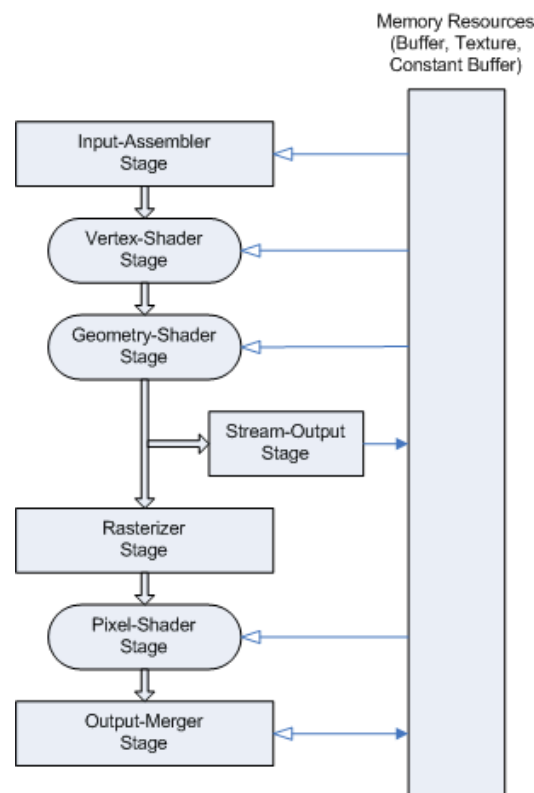 Memory Resources
(Buffer, Texture,
Constant Buffer)
Input-Assembler
Stage
Vertex-Shader
Stage
Geometry-Shader
Stage
Stream-Output
Stage
Rasterizer
Stage
Pixel-Shader
Stage
Output-Merger
Stage